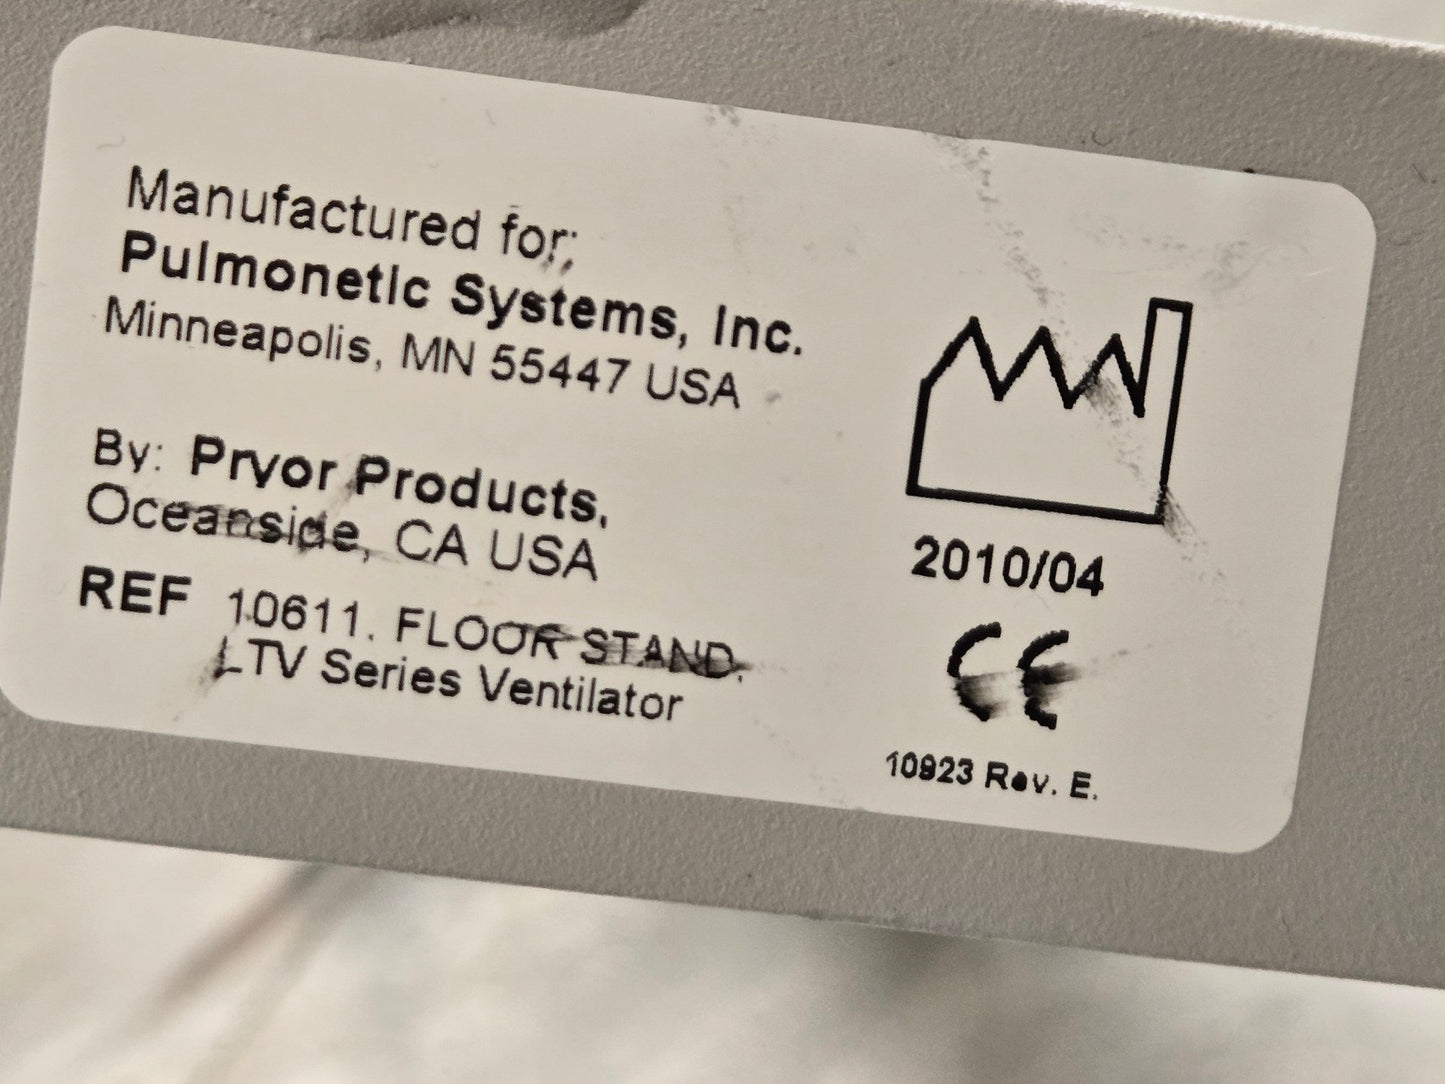 Manufactured for:
Pulmonetic Systems, Inc.
Minneapolis, MN 55447 USA
By: Pryor Products,
Oceanside, CA USA
REF 10611. FLOOR STAND,
LTV Series Ventilator
2010/04
CE
10923 Rev. E.